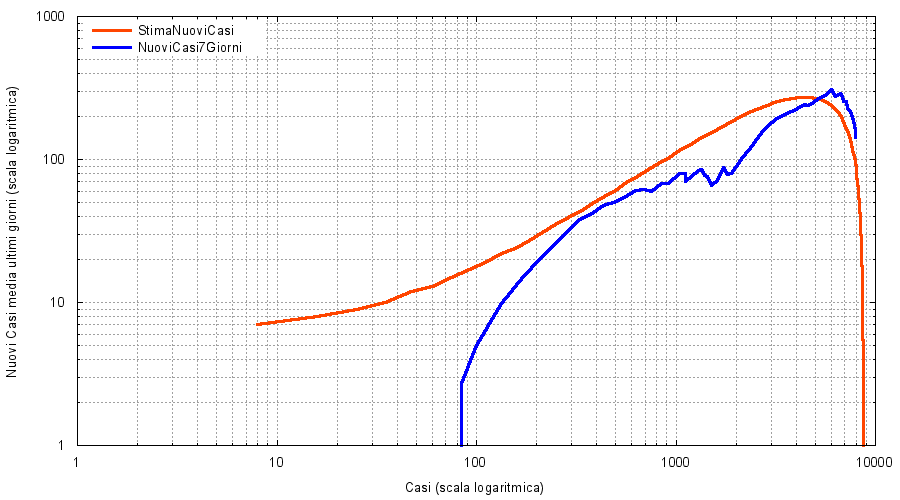 1000
StimaNuoviCasi
NuoviCasi7Giorni
100
10
1
Nuovi Casi media ultimi giorni (scala logaritmica)
1 10 100 1000 10000
Casi (scala logaritmica)